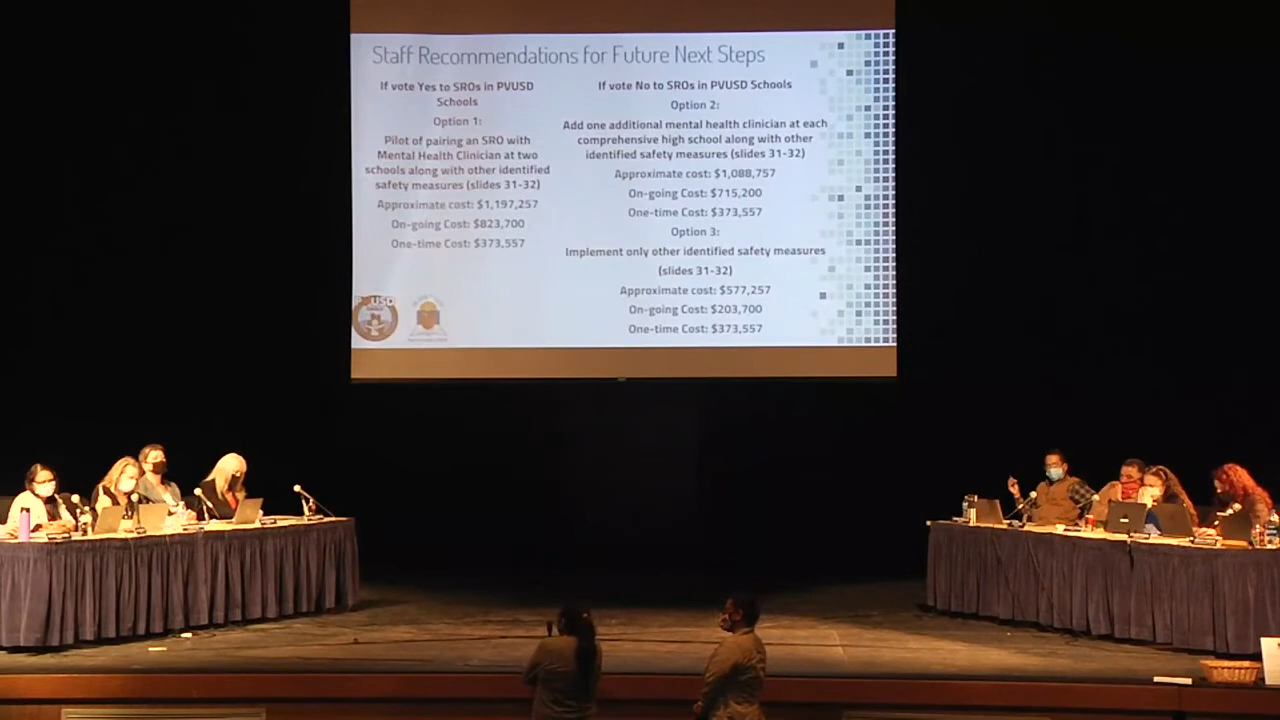 Staff Recommendations for Future Next Steps
If vote Yes to SROs in PVUSD
Schools
Option 1:
Pilot of pairing an SRO with
Mental Health Clinician at two
schools along with other identified
safety measures (slides 31-32)
Approximate cost: $1,197,257
On-going Cost: $823,700
One-time Cost: $373,557
If vote No to SROs in PVUSD Schools
Option 2:
Add one additional mental health clinician at each
comprehensive high school along with other
identified safety measures (slides 31-32)
Approximate cost: $1,088,757
On-going Cost: $715,200
One-time Cost: $373,557
Option 3:
Implement only other identified safety measures
(slides 31-32)
Approximate cost: $577,257
On-going Cost: $203,700
One-time Cost: $373,557